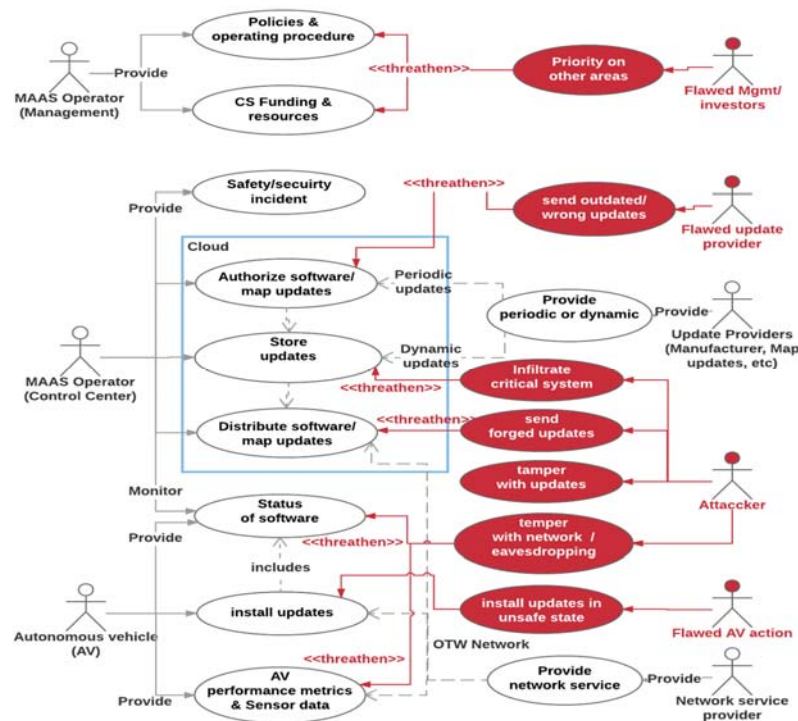 Policies &
operating procedure
<<threathen>>
Priority on
other areas
Provide
MAAS Operator
(Management)
Flawed Mgmt/
investors
CS Funding &
resources
Safety/secuirty
incident
<<threathen>>
send outdated/
wrong updates
Provide
Flawed update
provider
Cloud
Authorize software/
map updates
Periodic
updates
Provide
periodic or dynamic
Provide
Update Providers
(Manufacturer, Map
updates, etc)
Store
updates
Dynamic
updates
MAAS Operator
(Control Center)
<<threathen>>
Infiltrate
critical system
Distribute software/
map updates
<<threathen>>
send
forged updates
tamper
with updates
Attaccker
Monitor
Status
of software
Provide
<<threathen>>
temper
with network /
eavesdropping
includes
install updates
install updates in
unsafe state
Autonomous vehicle
(AV)
Flawed AV action
OTW Network
<<threathen>>
AV
performance metrics
& Sensor data
Provide
Provide
network service
Provide
Network service
provider